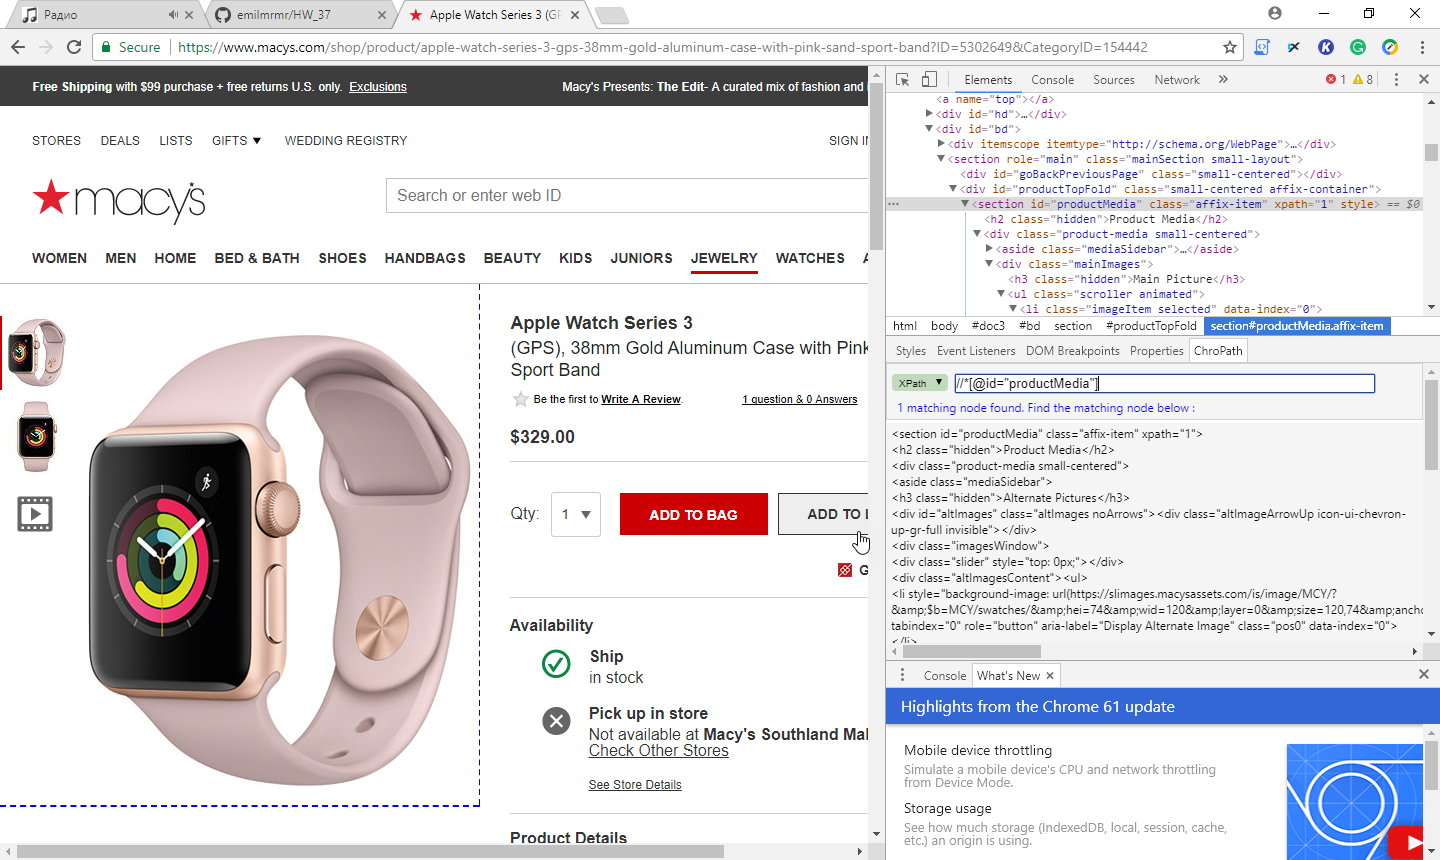 Радио
emilmrmr/HW_37
Apple Watch Series 3 (GP
Secure
https://www.macys.com/shop/product/apple-watch-series-3-gps-38mm-gold-aluminum-case-with-pink-sand-sport-band?ID=5302649&CategoryID=154442
Free Shipping with $99 purchase + free returns U.S. only. Exclusions
Macy's Presents: The Edit- A curated mix of fashion and
STORES DEALS LISTS GIFTS WEDDING REGISTRY
SIGN IN
macy's
Search or enter web ID
WOMEN MEN HOME BED & BATH SHOES HANDBAGS BEAUTY KIDS JUNIORS JEWELRY WATCHES
Apple Watch Series 3
(GPS), 38mm Gold Aluminum Case with Pink
Sport Band
Be the first to Write A Review.
1 question & 0 Answers
$329.00
Qty: 1
ADD TO BAG
ADD TO L
G
Availability
Ship
in stock
Pick up in store
Not available at Macy's Southland Mal
Check Other Stores
See Store Details
Product Details
Elements Console Sources Network » 1 8
<a name="top"></a>
<div id="hd">…</div>
<div id="bd">
<div itemscope itemtype="http://schema.org/WebPage">…</div>
<section role="main" class="mainSection small-layout">
<div id="goBackPreviousPage" class="small-centered"></div>
<div id="productTopFold" class="small-centered affix-container">
<section id="productMedia" class="affix-item" xpath="1" style> == $0
<h2 class="hidden">Product Media</h2>
<div class="product-media small-centered">
<aside class="mediaSidebar">…</aside>
<div class="mainImages">
<h3 class="hidden">Main Picture</h3>
<ul class="scroller animated">
<li class="imageItem selected" data-index="0">
html body #doc3 #bd section #productTopFold section#productMedia.affix-item
Styles Event Listeners DOM Breakpoints Properties ChroPath
XPath
//*[@id="productMedia"]
1 matching node found. Find the matching node below :
<section id="productMedia" class="affix-item" xpath="1">
<h2 class="hidden">Product Media</h2>
<div class="product-media small-centered">
<aside class="mediaSidebar">
<h3 class="hidden">Alternate Pictures</h3>
<div id="altImages" class="altImages noArrows"><div class="altImageArrowUp icon-ui-chevron-
up-gr-full invisible"></div>
<div class="imagesWindow">
<div class="slider" style="top: 0px;"></div>
<div class="altImagesContent"><ul>
<li style="background-image: url(https://slimages.macysassets.com/is/image/MCY/?
&amp;$b=MCY/swatches/&amp;hei=74&amp;wid=120&amp;layer=0&amp;size=120,74&amp;ancho
tabindex="0" role="button" aria-label="Display Alternate Image" class="pos0" data-index="0">
</li>
Console What's New
Highlights from the Chrome 61 update
Mobile device throttling
Simulate a mobile device's CPU and network throttling
from Device Mode.
Storage usage
See how much storage (IndexedDB, local, session, cache,
etc.) an origin is using.